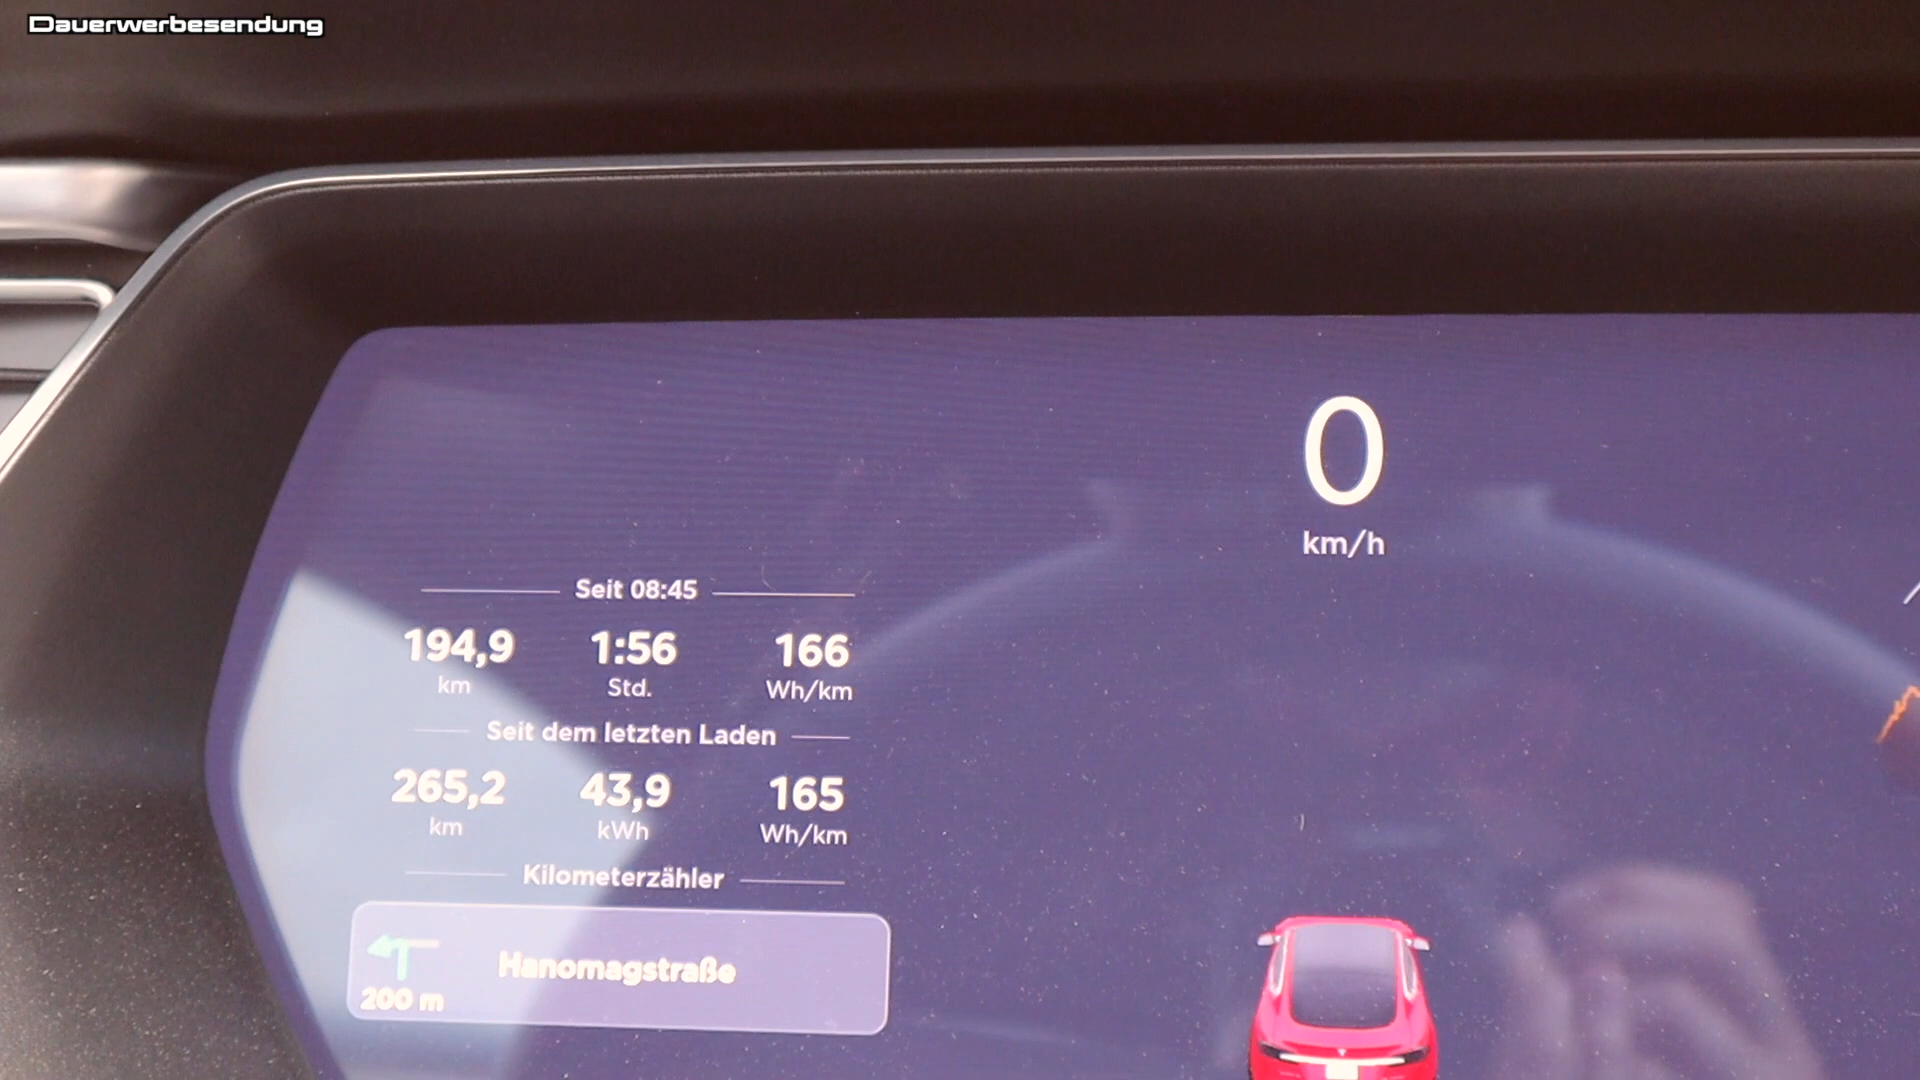 Dauerwerbesendung
0
km/h
Seit 08:45
194,9 1:56 166
km Std. Wh/km
Seit dem letzten Laden
265,2 43,9 165
km kWh Wh/km
Kilometerzähler
Hanomagstraße
200 m